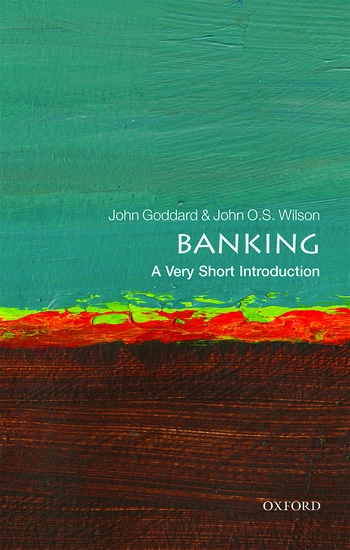 John Goddard & John O.S. Wilson
BANKING
A Very Short Introduction
OXFORD